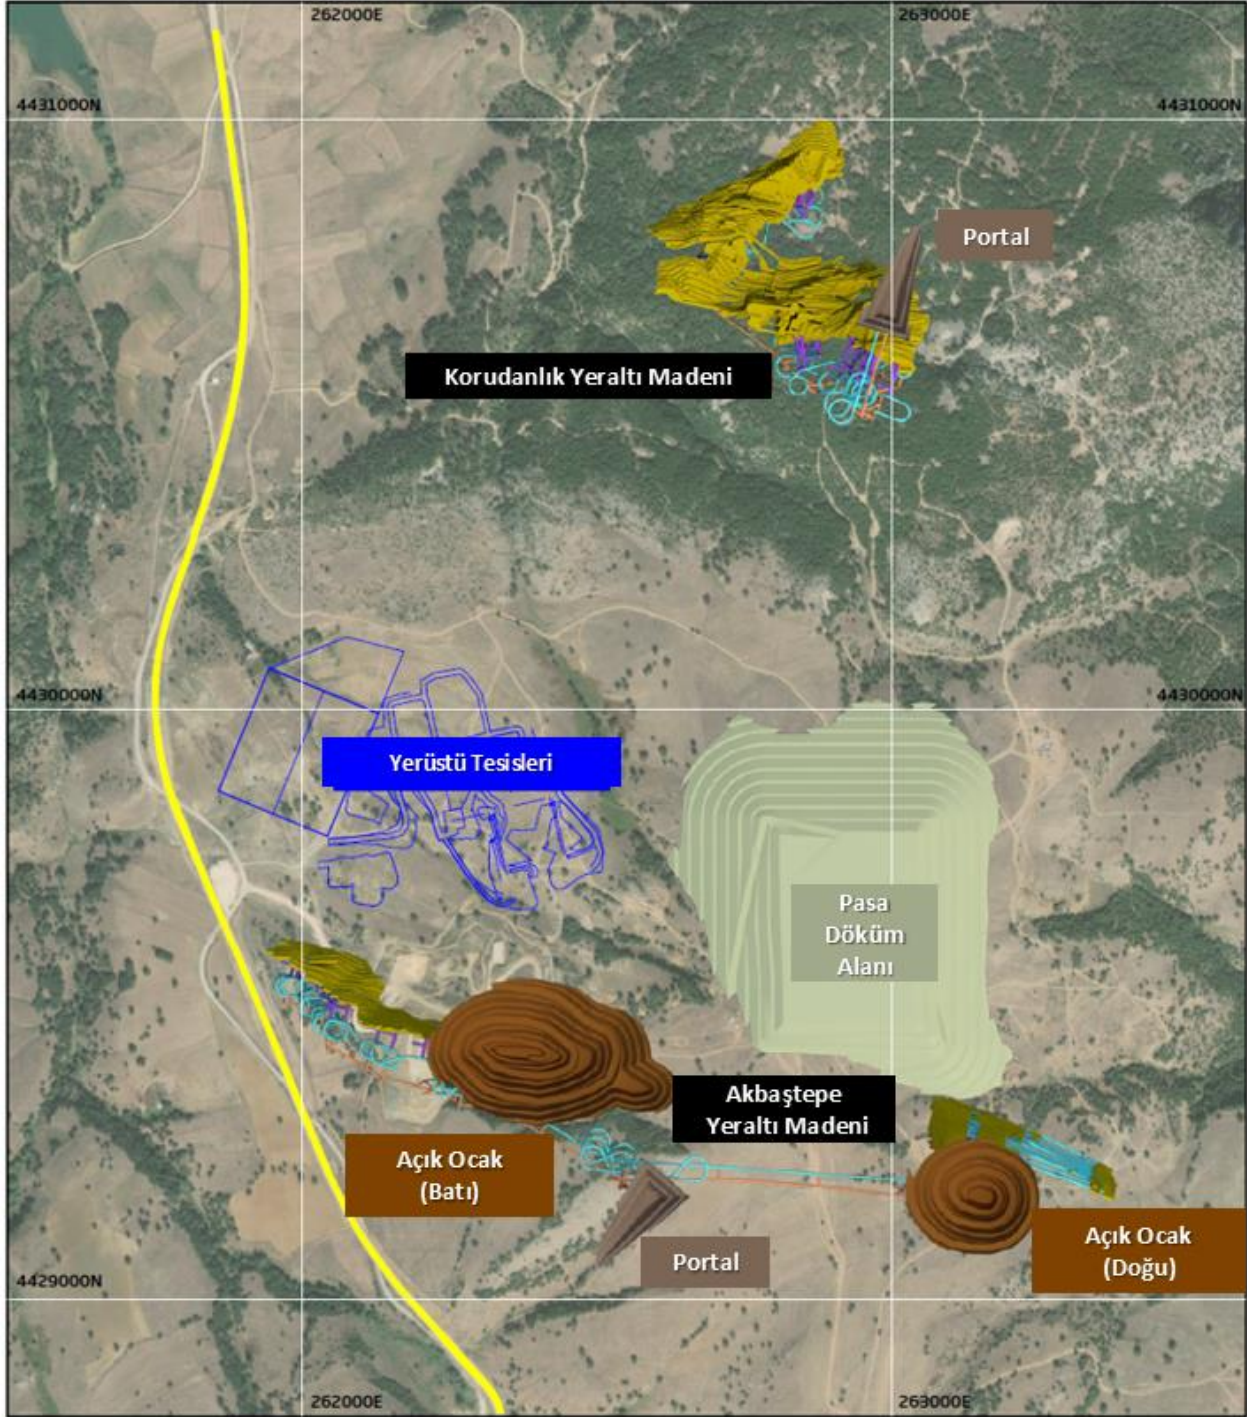 262000E
263000E
4431000N
4431000N
Portal
Korudanlık Yeraltı Madeni
4430000N
4430000N
Yerüstü Tesisleri
Pasa
Döküm
Alanı
Akbaştepe
Yeraltı Madeni
Açık Ocak
(Batı)
Açık Ocak
(Doğu)
Portal
4429000N
262000E
263000E